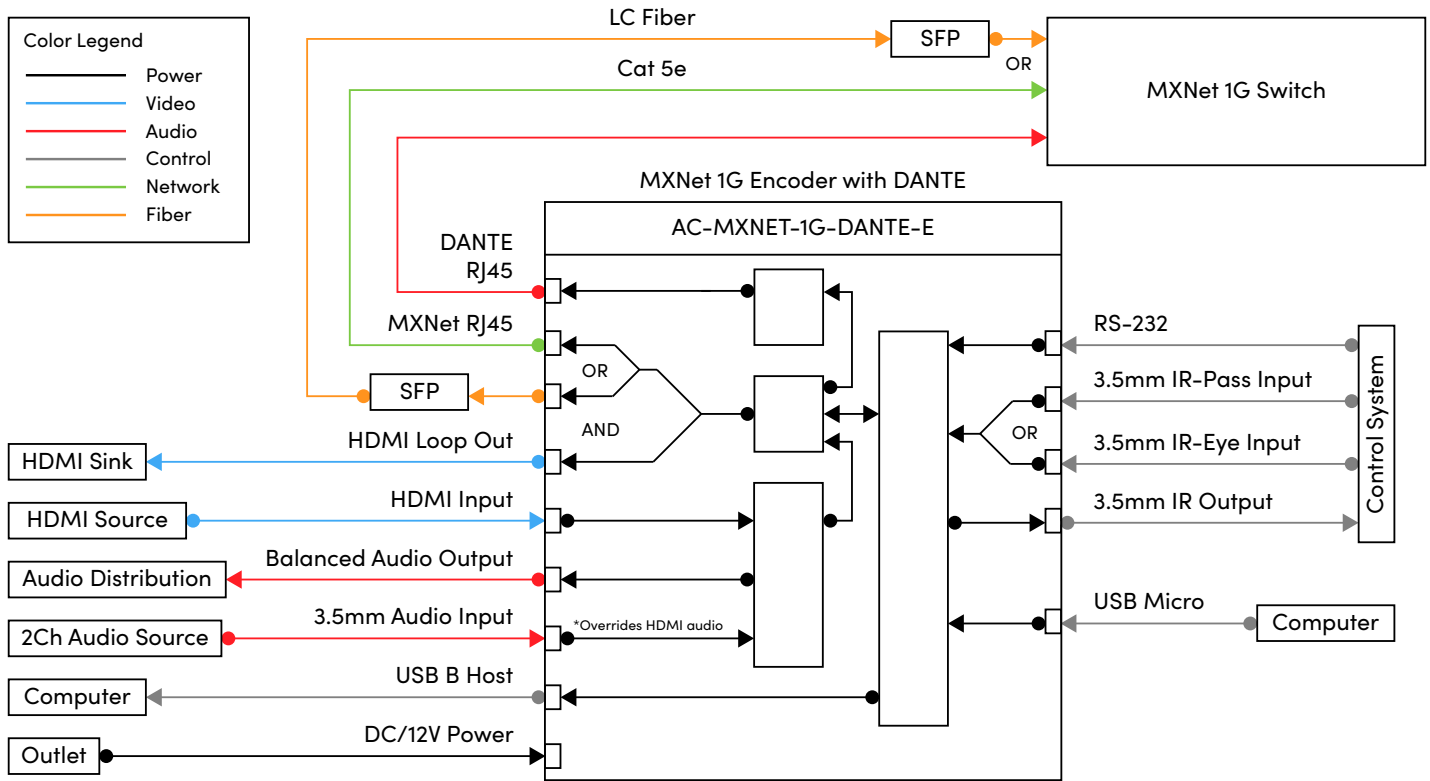 Color Legend
Power
Video
Audio
Control
Network
Fiber
LC Fiber
SFP
OR
Cat 5e
MXNet 1G Switch
MXNet 1G Encoder with DANTE
AC-MXNET-1G-DANTE-E
DANTE
RJ45
MXNet RJ45
OR
SFP
AND
HDMI Loop Out
HDMI Sink
HDMI Input
HDMI Source
Balanced Audio Output
Audio Distribution
3.5mm Audio Input
*Overrides HDMI audio
2Ch Audio Source
USB B Host
Computer
DC/12V Power
Outlet
RS-232
3.5mm IR-Pass Input
OR
3.5mm IR-Eye Input
3.5mm IR Output
Control System
USB Micro
Computer